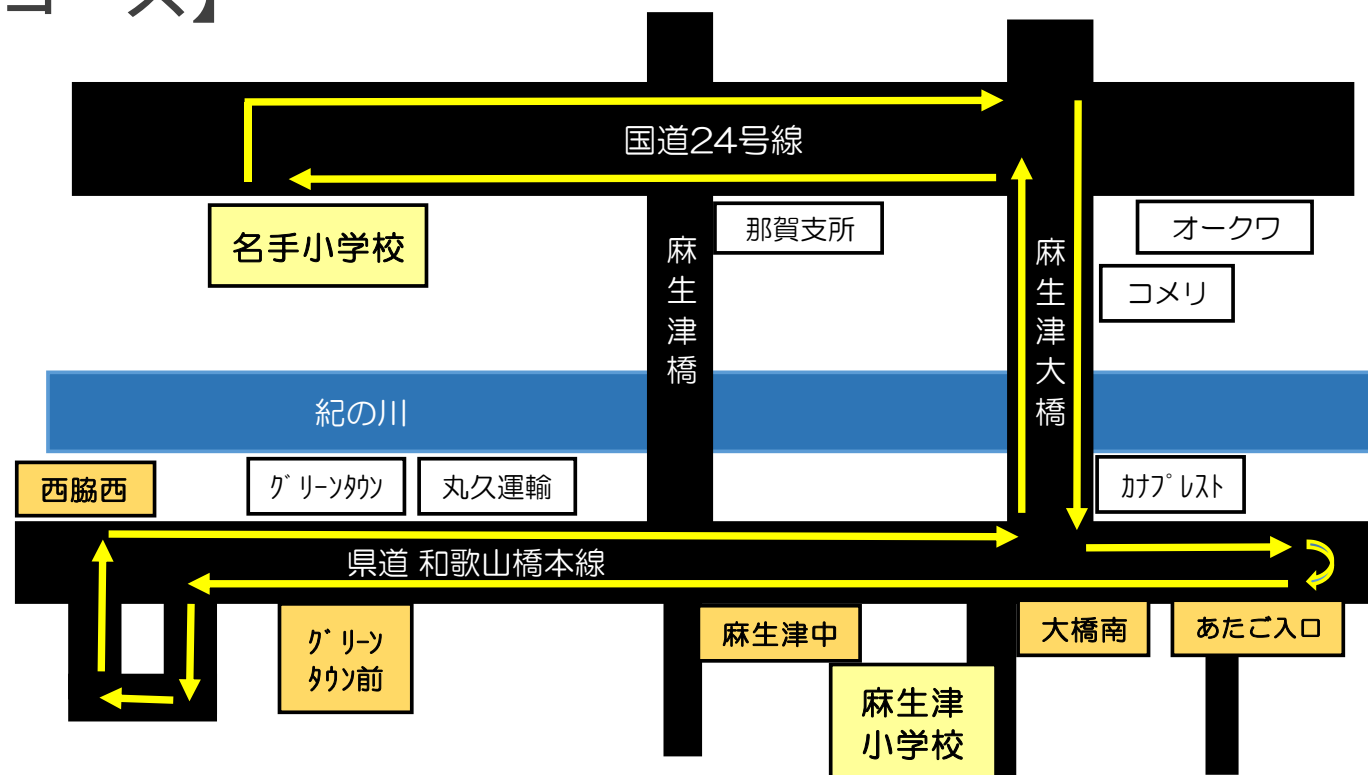 コース】
国道24号線
名手小学校
那賀支所
オークワ
コメリ
麻生津橋
麻生津大橋
紀の川
西脇西
ｸﾞﾘｰﾝﾀｳﾝ
丸久運輸
ｶﾅﾌﾟﾚｽﾄ
県道 和歌山橋本線
ｸﾞﾘｰﾝ
ﾀｳﾝ前
麻生津中
大橋南
あたご入口
麻生津
小学校